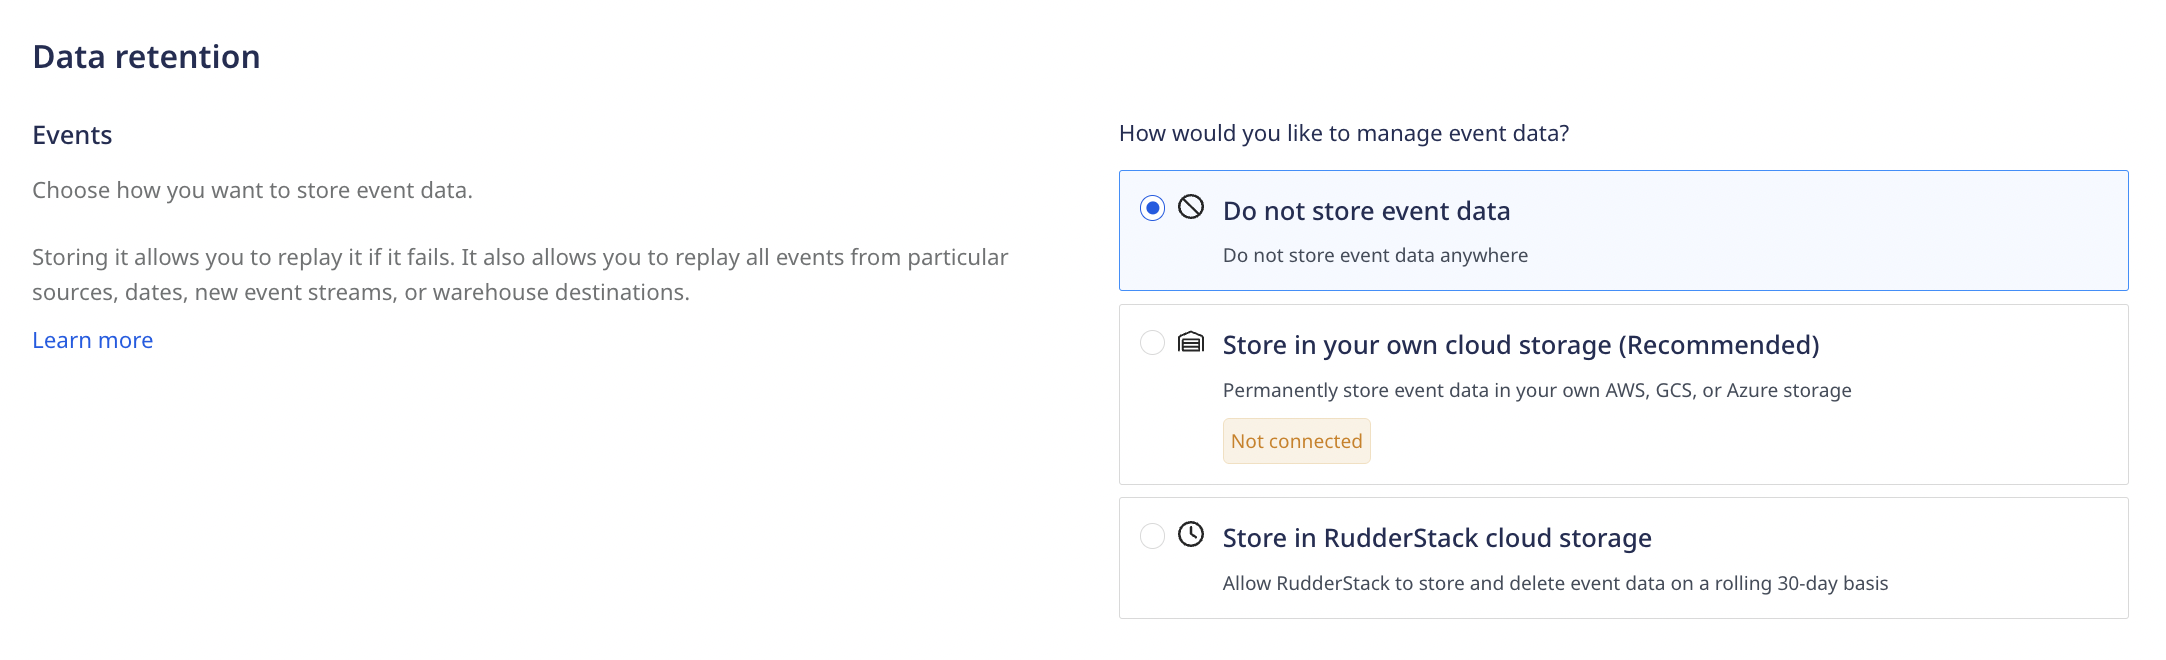 Data retention
Events
Choose how you want to store event data.
Storing it allows you to replay it if it fails. It also allows you to replay all events from particular
sources, dates, new event streams, or warehouse destinations.
Learn more
How would you like to manage event data?
Do not store event data
Do not store event data anywhere
Store in your own cloud storage (Recommended)
Permanently store event data in your own AWS, GCS, or Azure storage
Not connected
Store in RudderStack cloud storage
Allow RudderStack to store and delete event data on a rolling 30-day basis